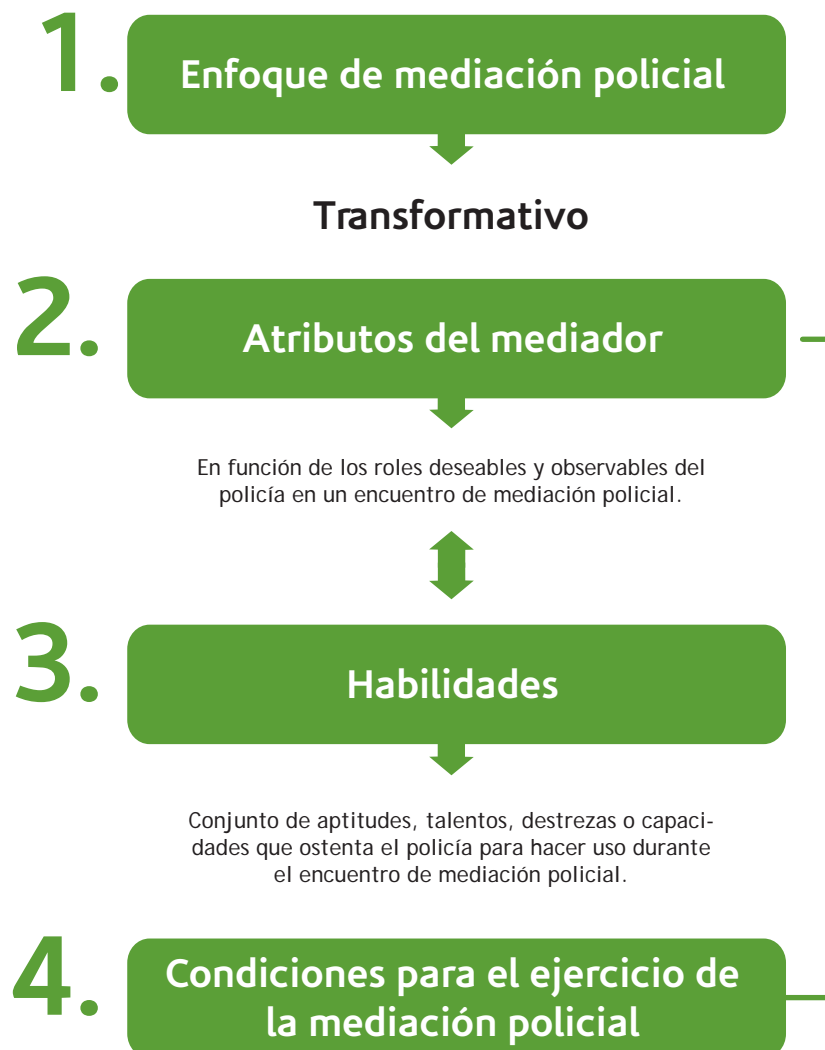 1.
Enfoque de mediación policial
Transformativo
2.
Atributos del mediador
En función de los roles deseables y observables del
policía en un encuentro de mediación policial.
3.
Habilidades
Conjunto de aptitudes, talentos, destrezas o capaci-
dades que ostenta el policía para hacer uso durante
el encuentro de mediación policial.
4.
Condiciones para el ejercicio de
la mediación policial